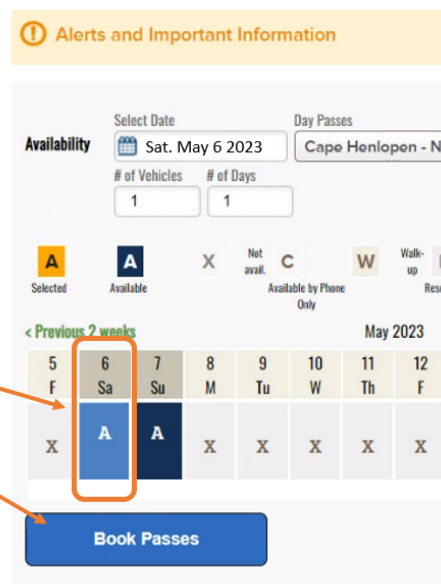 Alerts and Important Information
Select Date
Day Passes
Availability
Sat. May 6 2023
Cape Henlopen - N
# of Vehicles
# of Days
1
1
A
A
X
Not avail.
C
W
Walk-up
Selected
Available
Available by Phone Only
< Previous 2 weeks
May 2023
5 6 7 8 9 10 11 12
F Sa Su M Tu W Th F
X A A X X X X X
Book Passes